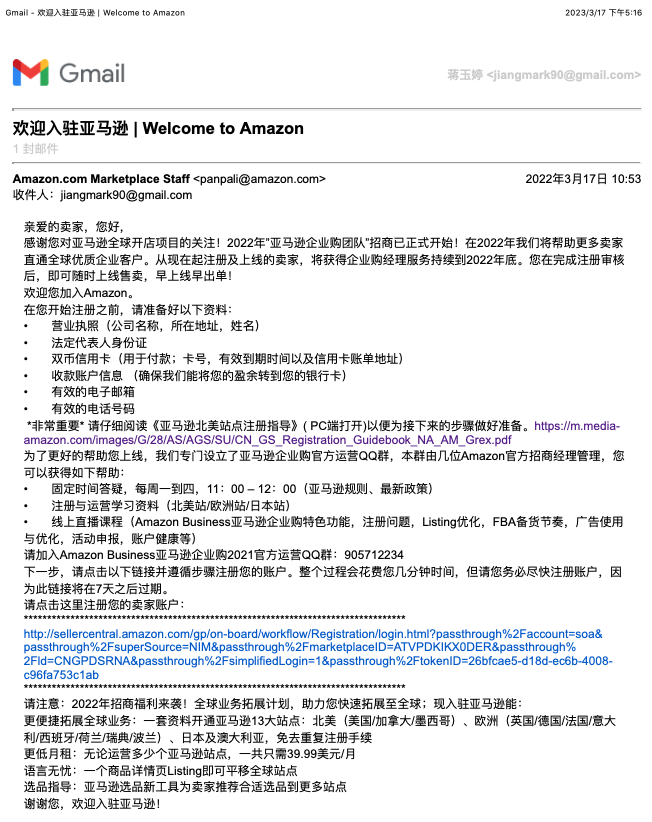 Gmail - 欢迎入驻亚马逊 | Welcome to Amazon
2023/3/17 下午5:16
Gmail
蒋玉婷 <jiangmark90@gmail.com>
欢迎入驻亚马逊 | Welcome to Amazon
1 封邮件
Amazon.com Marketplace Staff <panpali@amazon.com>
2022年3月17日 10:53
收件人：jiangmark90@gmail.com
亲爱的卖家，您好，
感谢您对亚马逊全球开店项目的关注！2022年"亚马逊企业购团队"招商已正式开始！在2022年我们将帮助更多卖家
直通全球优质企业客户。从现在起注册及上线的卖家，将获得企业购经理服务持续到2022年底。您在完成注册审核
后，即可随时上线售卖，早上线早出单！
欢迎您加入Amazon。
在您开始注册之前，请准备好以下资料：
• 营业执照（公司名称，所在地址，姓名）
• 法定代表人身份证
• 双币信用卡（用于付款；卡号，有效到期时间以及信用卡账单地址）
• 收款账户信息 （确保我们能将您的盈余转到您的银行卡）
• 有效的电子邮箱
• 有效的电话号码
*非常重要* 请仔细阅读《亚马逊北美站点注册指导》( PC端打开)以便为接下来的步骤做好准备。https://m.media-
amazon.com/images/G/28/AS/AGS/SU/CN_GS_Registration_Guidebook_NA_AM_Grex.pdf
为了更好的帮助您上线，我们专门设立了亚马逊企业购官方运营QQ群，本群由几位Amazon官方招商经理管理，您
可以获得如下帮助：
• 固定时间答疑，每周一到四，11：00 – 12：00（亚马逊规则、最新政策）
• 注册与运营学习资料（北美站/欧洲站/日本站）
• 线上直播课程（Amazon Business亚马逊企业购特色功能，注册问题，Listing优化，FBA备货节奏，广告使用
与优化，活动申报，账户健康等）
请加入Amazon Business亚马逊企业购2021官方运营QQ群：905712234
下一步，请点击以下链接并遵循步骤注册您的账户。整个过程会花费您几分钟时间，但请您务必尽快注册账户，因
为此链接将在7天之后过期。
请点击这里注册您的卖家账户：
*********************************************************************************
http://sellercentral.amazon.com/gp/on-board/workflow/Registration/login.html?passthrough%2Faccount=soa&
passthrough%2FsuperSource=NIM&passthrough%2FmarketplaceID=ATVPDKIKX0DER&passthrough%
2Fld=CNGPDSRNA&passthrough%2FsimplifiedLogin=1&passthrough%2FtokenID=26bfcae5-d18d-ec6b-4008-
c96fa753c1ab
*********************************************************************************
请注意：2022年招商福利来袭！全球业务拓展计划，助力您快速拓展至全球；现入驻亚马逊能：
更便捷拓展全球业务：一套资料开通亚马逊13大站点：北美（美国/加拿大/墨西哥）、欧洲（英国/德国/法国/意大
利/西班牙/荷兰/瑞典/波兰）、日本及澳大利亚，免去重复注册手续
更低月租：无论运营多少个亚马逊站点，一共只需39.99美元/月
语言无忧：一个商品详情页Listing即可平移全球站点
选品指导：亚马逊选品新工具为卖家推荐合适选品到更多站点
谢谢您，欢迎入驻亚马逊！